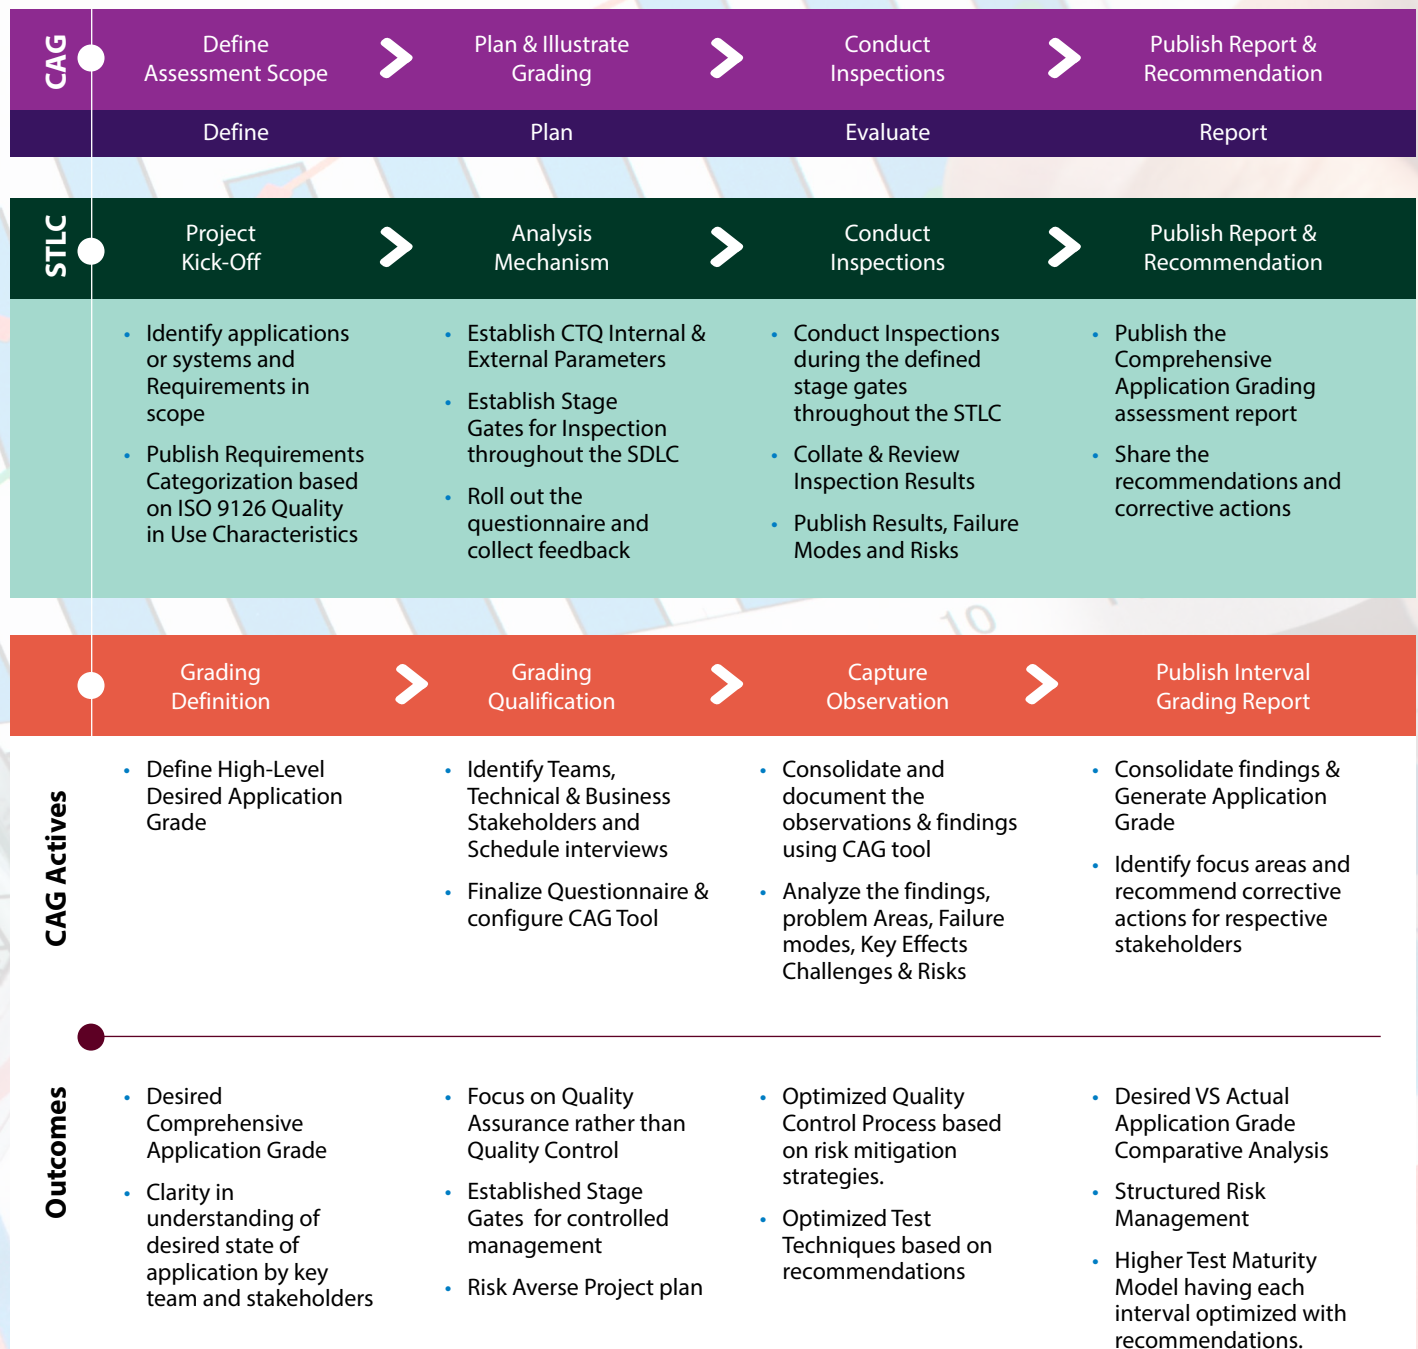 CAG
Define
Assessment Scope
Plan & Illustrate
Grading
Conduct
Inspections
Publish Report &
Recommendation
Define
Plan
Evaluate
Report
STLC
Project
Kick-Off
Analysis
Mechanism
Conduct
Inspections
Publish Report &
Recommendation
• Identify applications
or systems and
Requirements in
scope
• Publish Requirements
Categorization based
on ISO 9126 Quality
in Use Characteristics
• Establish CTQ Internal &
External Parameters
• Establish Stage
Gates for Inspection
throughout the SDLC
• Roll out the
questionnaire and
collect feedback
• Conduct Inspections
during the defined
stage gates
throughout the STLC
• Collate & Review
Inspection Results
• Publish Results, Failure
Modes and Risks
• Publish the
Comprehensive
Application Grading
assessment report
• Share the
recommendations and
corrective actions
10
Grading
Definition
Grading
Qualification
Capture
Observation
Publish Interval
Grading Report
CAG Actives
• Define High-Level
Desired Application
Grade
• Identify Teams,
Technical & Business
Stakeholders and
Schedule interviews
• Finalize Questionnaire &
configure CAG Tool
• Consolidate and
document the
observations & findings
using CAG tool
• Analyze the findings,
problem Areas, Failure
modes, Key Effects
Challenges & Risks
• Consolidate findings &
Generate Application
Grade
• Identify focus areas and
recommend corrective
actions for respective
stakeholders
Outcomes
• Desired
Comprehensive
Application Grade
• Clarity in
understanding of
desired state of
application by key
team and stakeholders
• Focus on Quality
Assurance rather than
Quality Control
• Established Stage
Gates for controlled
management
• Risk Averse Project plan
• Optimized Quality
Control Process based
on risk mitigation
strategies.
• Optimized Test
Techniques based on
recommendations
• Desired VS Actual
Application Grade
Comparative Analysis
• Structured Risk
Management
• Higher Test Maturity
Model having each
interval optimized with
recommendations.